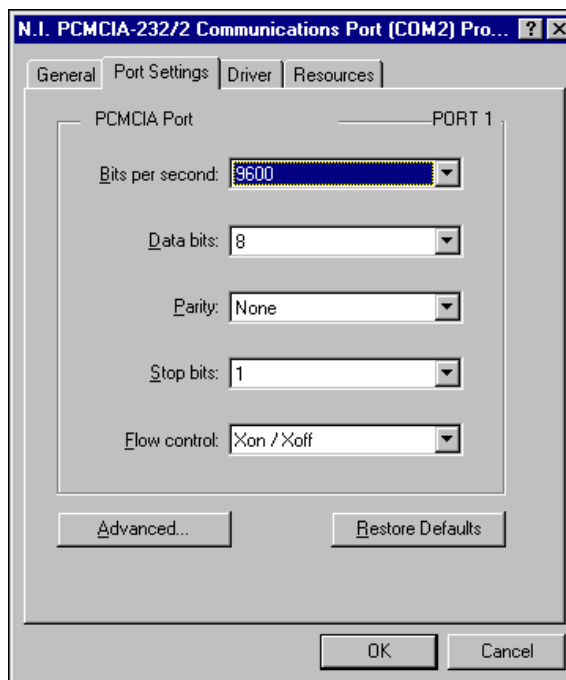 N.I. PCMCIA-232/2 Communications Port (COM2) Pro... ? ×
General Port Settings Driver Resources
PCMCIA Port PORT 1
Bits per second: 9600
Data bits: 8
Parity: None
Stop bits: 1
Flow control: Xon / Xoff
Advanced... Restore Defaults
OK Cancel